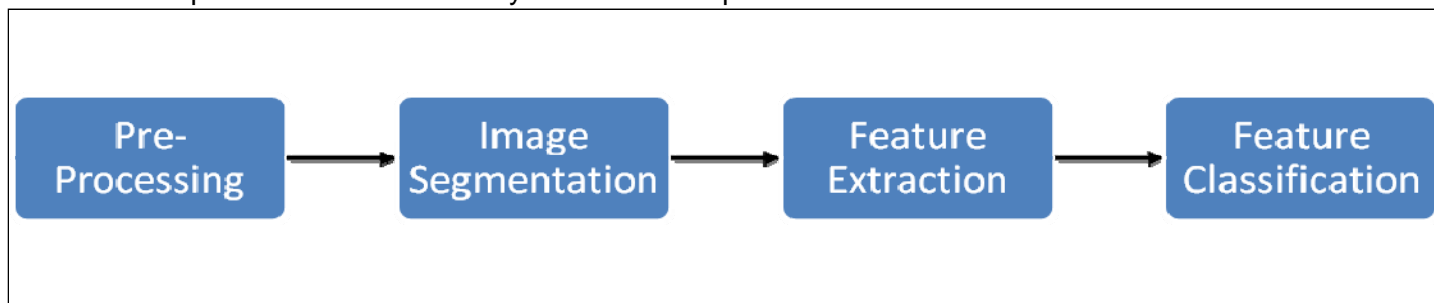 Pre-
Processing
Image
Segmentation
Feature
Extraction
Feature
Classification